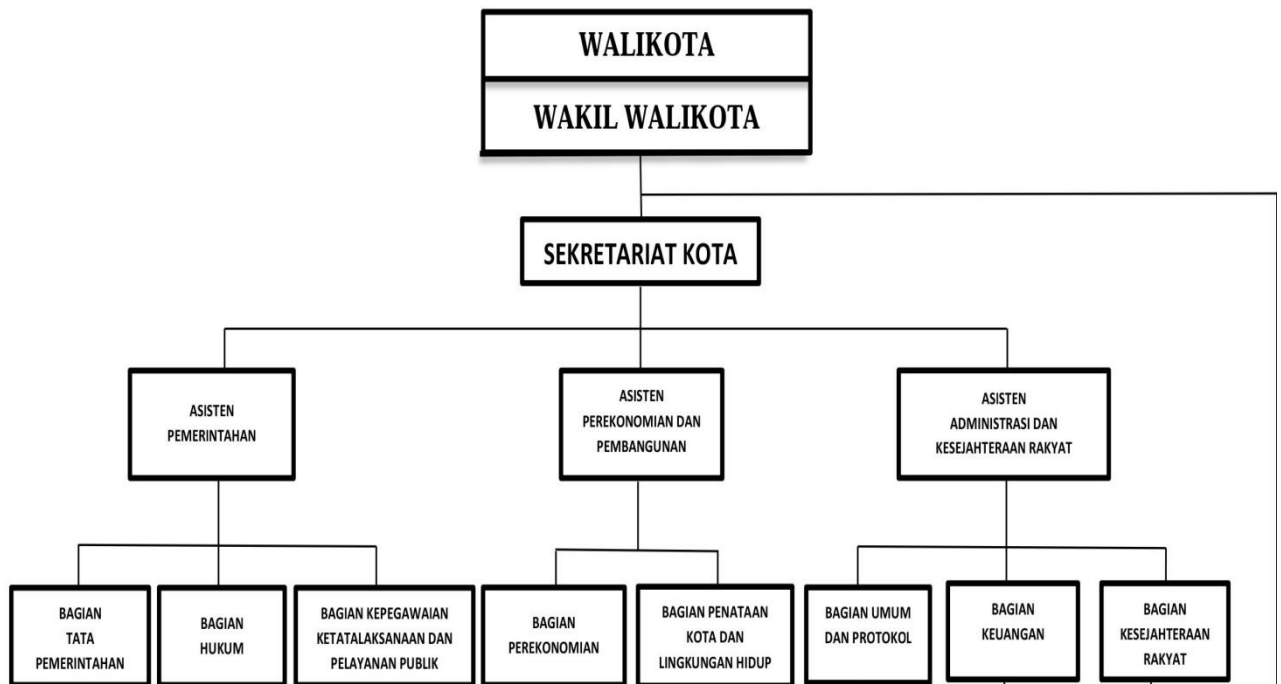 WALIKOTA
WAKIL WALIKOTA
SEKRETARIAT KOTA
ASISTEN
PEMERINTAHAN
ASISTEN
PEREKONOMIAN DAN
PEMBANGUNAN
ASISTEN
ADMINISTRASI DAN
KESEJAHTERAAN RAKYAT
BAGIAN
TATA
PEMERINTAHAN
BAGIAN
HUKUM
BAGIAN KEPEGAWAIAN
KETATALAKSANAAN DAN
PELAYANAN PUBLIK
BAGIAN
PEREKONOMIAN
BAGIAN PENATAAN
KOTA DAN
LINGKUNGAN HIDUP
BAGIAN UMUM
DAN PROTOKOL
BAGIAN
KEUANGAN
BAGIAN
KESEJAHTERAAN
RAKYAT